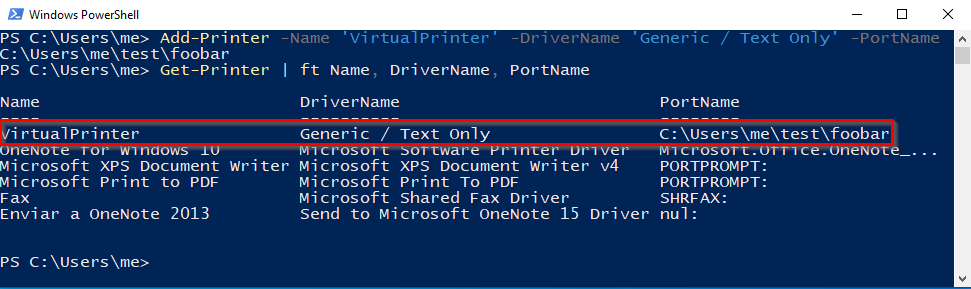 Windows PowerShell
PS C:\Users\me> Add-Printer -Name 'VirtualPrinter' -DriverName 'Generic / Text Only' -PortName
C:\Users\me\test\foobar
PS C:\Users\me> Get-Printer | ft Name, DriverName, PortName
Name DriverName PortName
---- ---------- --------
VirtualPrinter Generic / Text Only C:\Users\me\test\foobar
OneNote for Windows 10 Microsoft Software Printer Driver Microsoft.Office.OneNote_...
Microsoft XPS Document Writer Microsoft XPS Document Writer v4 PORTPROMPT:
Microsoft Print to PDF Microsoft Print To PDF PORTPROMPT:
Fax Microsoft Shared Fax Driver SHRFAX:
Enviar a OneNote 2013 Send to Microsoft OneNote 15 Driver nul:
PS C:\Users\me>